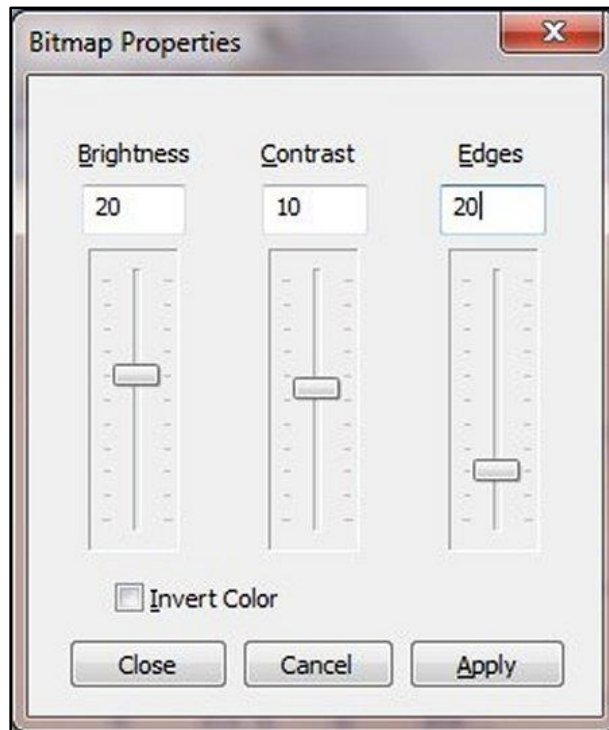 Bitmap Properties
Brightness Contrast Edges
20 10 20
Invert Color
Close Cancel Apply